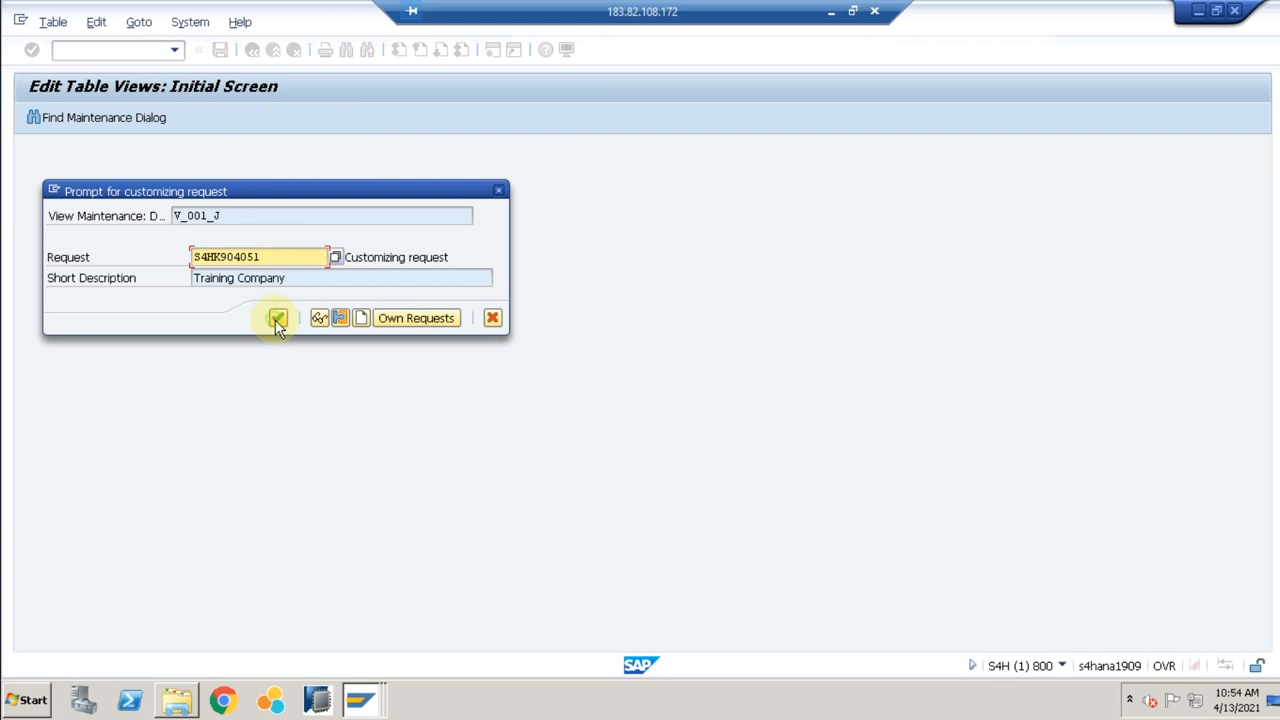 183.82.108.172
Table Edit Goto System Help
Edit Table Views: Initial Screen
Find Maintenance Dialog
Prompt for customizing request
View Maintenance: D... V_001_J
Request S4HK904051 Customizing request
Short Description Training Company
Own Requests
SAP S4H (1) 800 s4hana1909 OVR
Start
10:54 AM
4/13/2021